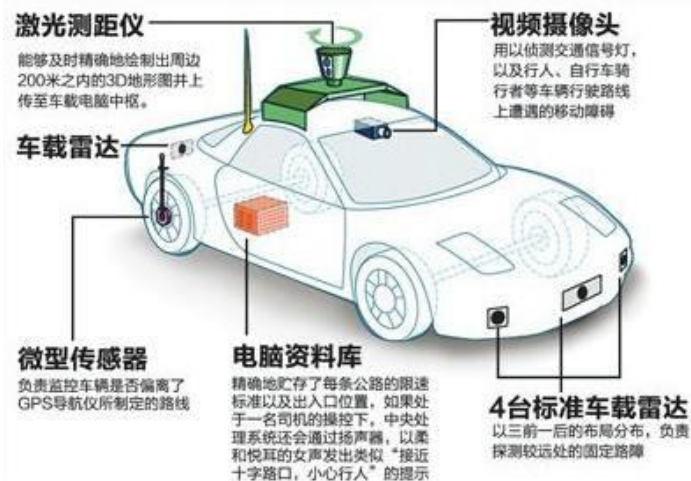 激光测距仪
能够及时精确地绘制出周边
200米之内的3D地形图并上
传至车载电脑中枢。
视频摄像头
用以侦测交通信号灯，
以及行人、自行车骑
行者等车辆行驶路线
上遭遇的移动障碍
车载雷达
微型传感器
负责监控车辆是否偏离了
GPS导航仪所制定的路线
电脑资料库
精确地贮存了每条公路的限速
标准以及出入口位置，如果处
于一名司机的操控下，中央处
理系统还会通过扬声器，以柔
和悦耳的女声发出类似“接近
十字路口，小心行人”的提示
4台标准车载雷达
以三前一后的布局分布，负责
探测较远处的固定路障